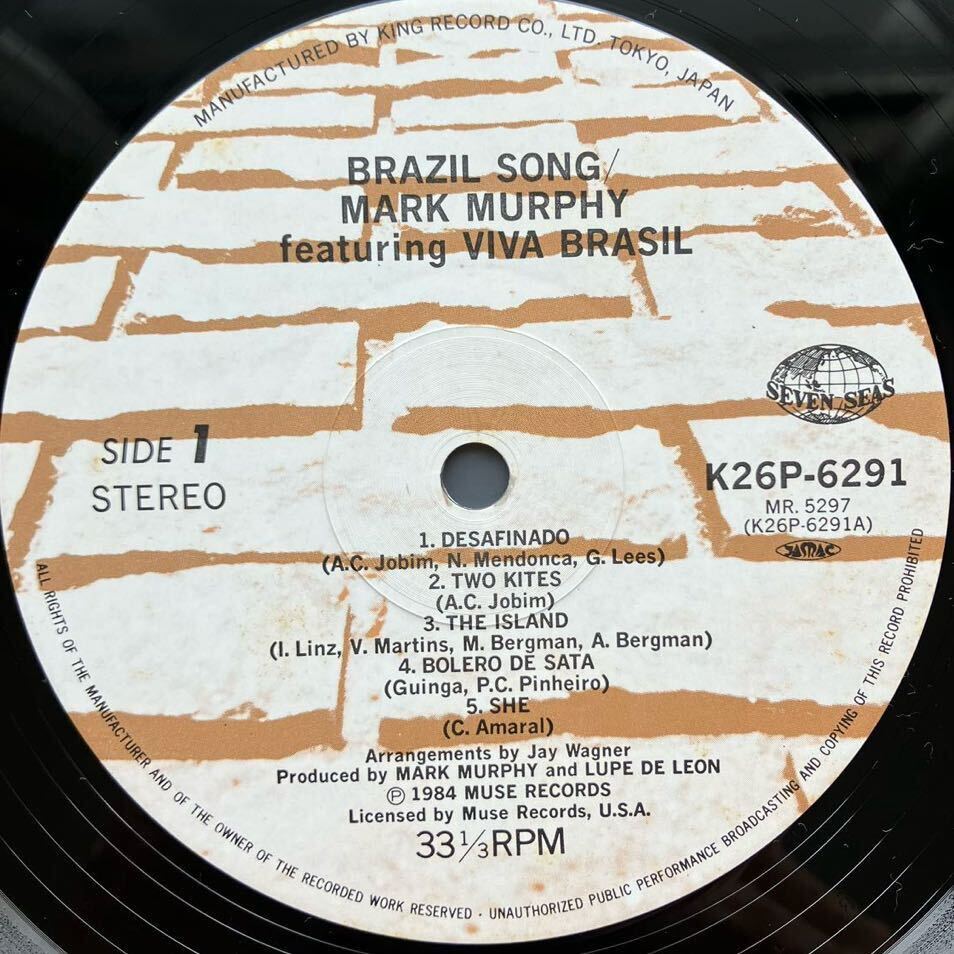 MANUFACTURED BY KING RECORD CO., LTD. TOKYO, JAPAN
BRAZIL SONG/
MARK MURPHY
featuring VIVA BRASIL
SEVEN SEAS
SIDE 1
STEREO
K26P-6291
MR. 5297
(K26P-6291A)
JASRAC
1. DESAFINADO
(A.C. Jobim, N. Mendonca, G. Lees)
2. TWO KITES
(A.C. Jobim)
3. THE ISLAND
(I. Linz, V. Martins, M. Bergman, A. Bergman)
4. BOLERO DE SATA
(Guinga, P.C. Pinheiro)
5. SHE
(C. Amaral)
Arrangements by Jay Wagner
Produced by MARK MURPHY and LUPE DE LEON
℗ 1984 MUSE RECORDS
Licensed by Muse Records, U.S.A.
33 1/3 RPM
ALL RIGHTS OF THE MANUFACTURER AND OF THE OWNER OF THE RECORDED WORK RESERVED · UNAUTHORIZED PUBLIC PERFORMANCE BROADCASTING AND COPYING OF THIS RECORD PROHIBITED